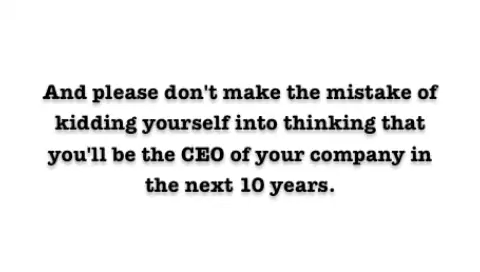 And please don't make the mistake of
kidding yourself into thinking that
you'll be the CEO of your company in
the next 10 years.